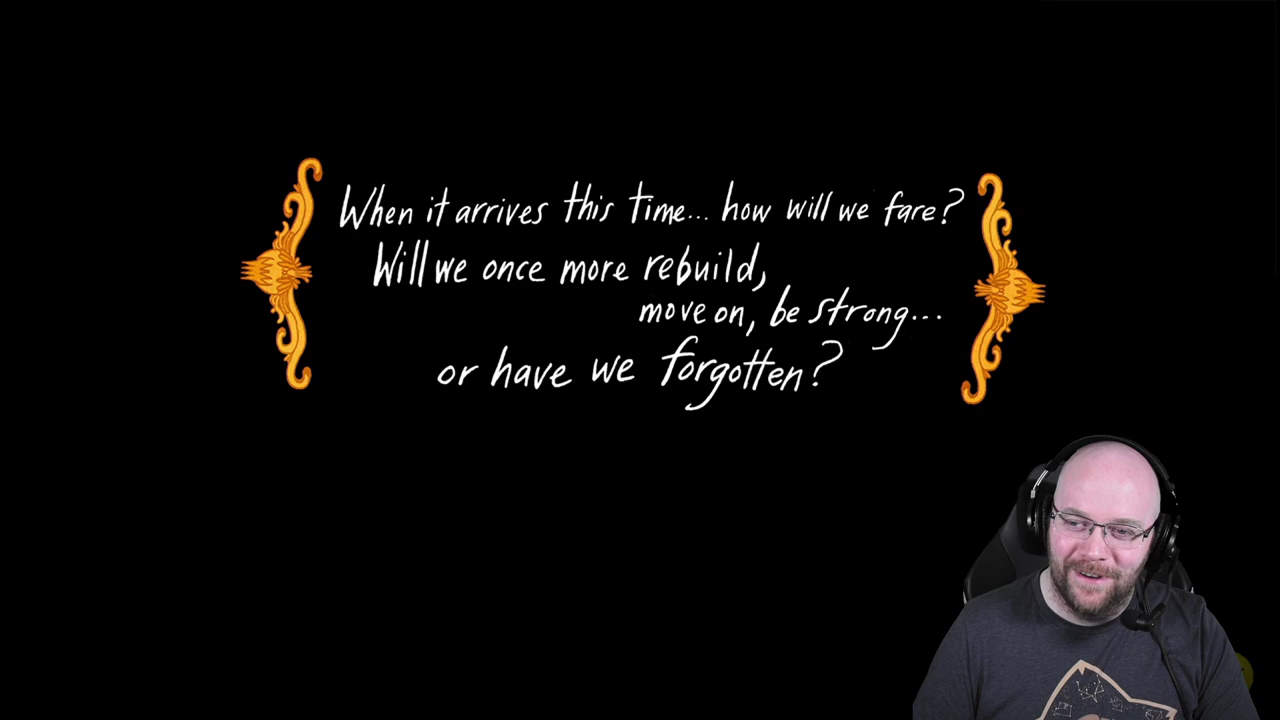 When it arrives this time... how will we fare?
Will we once more rebuild,
move on, be strong...
or have we forgotten?